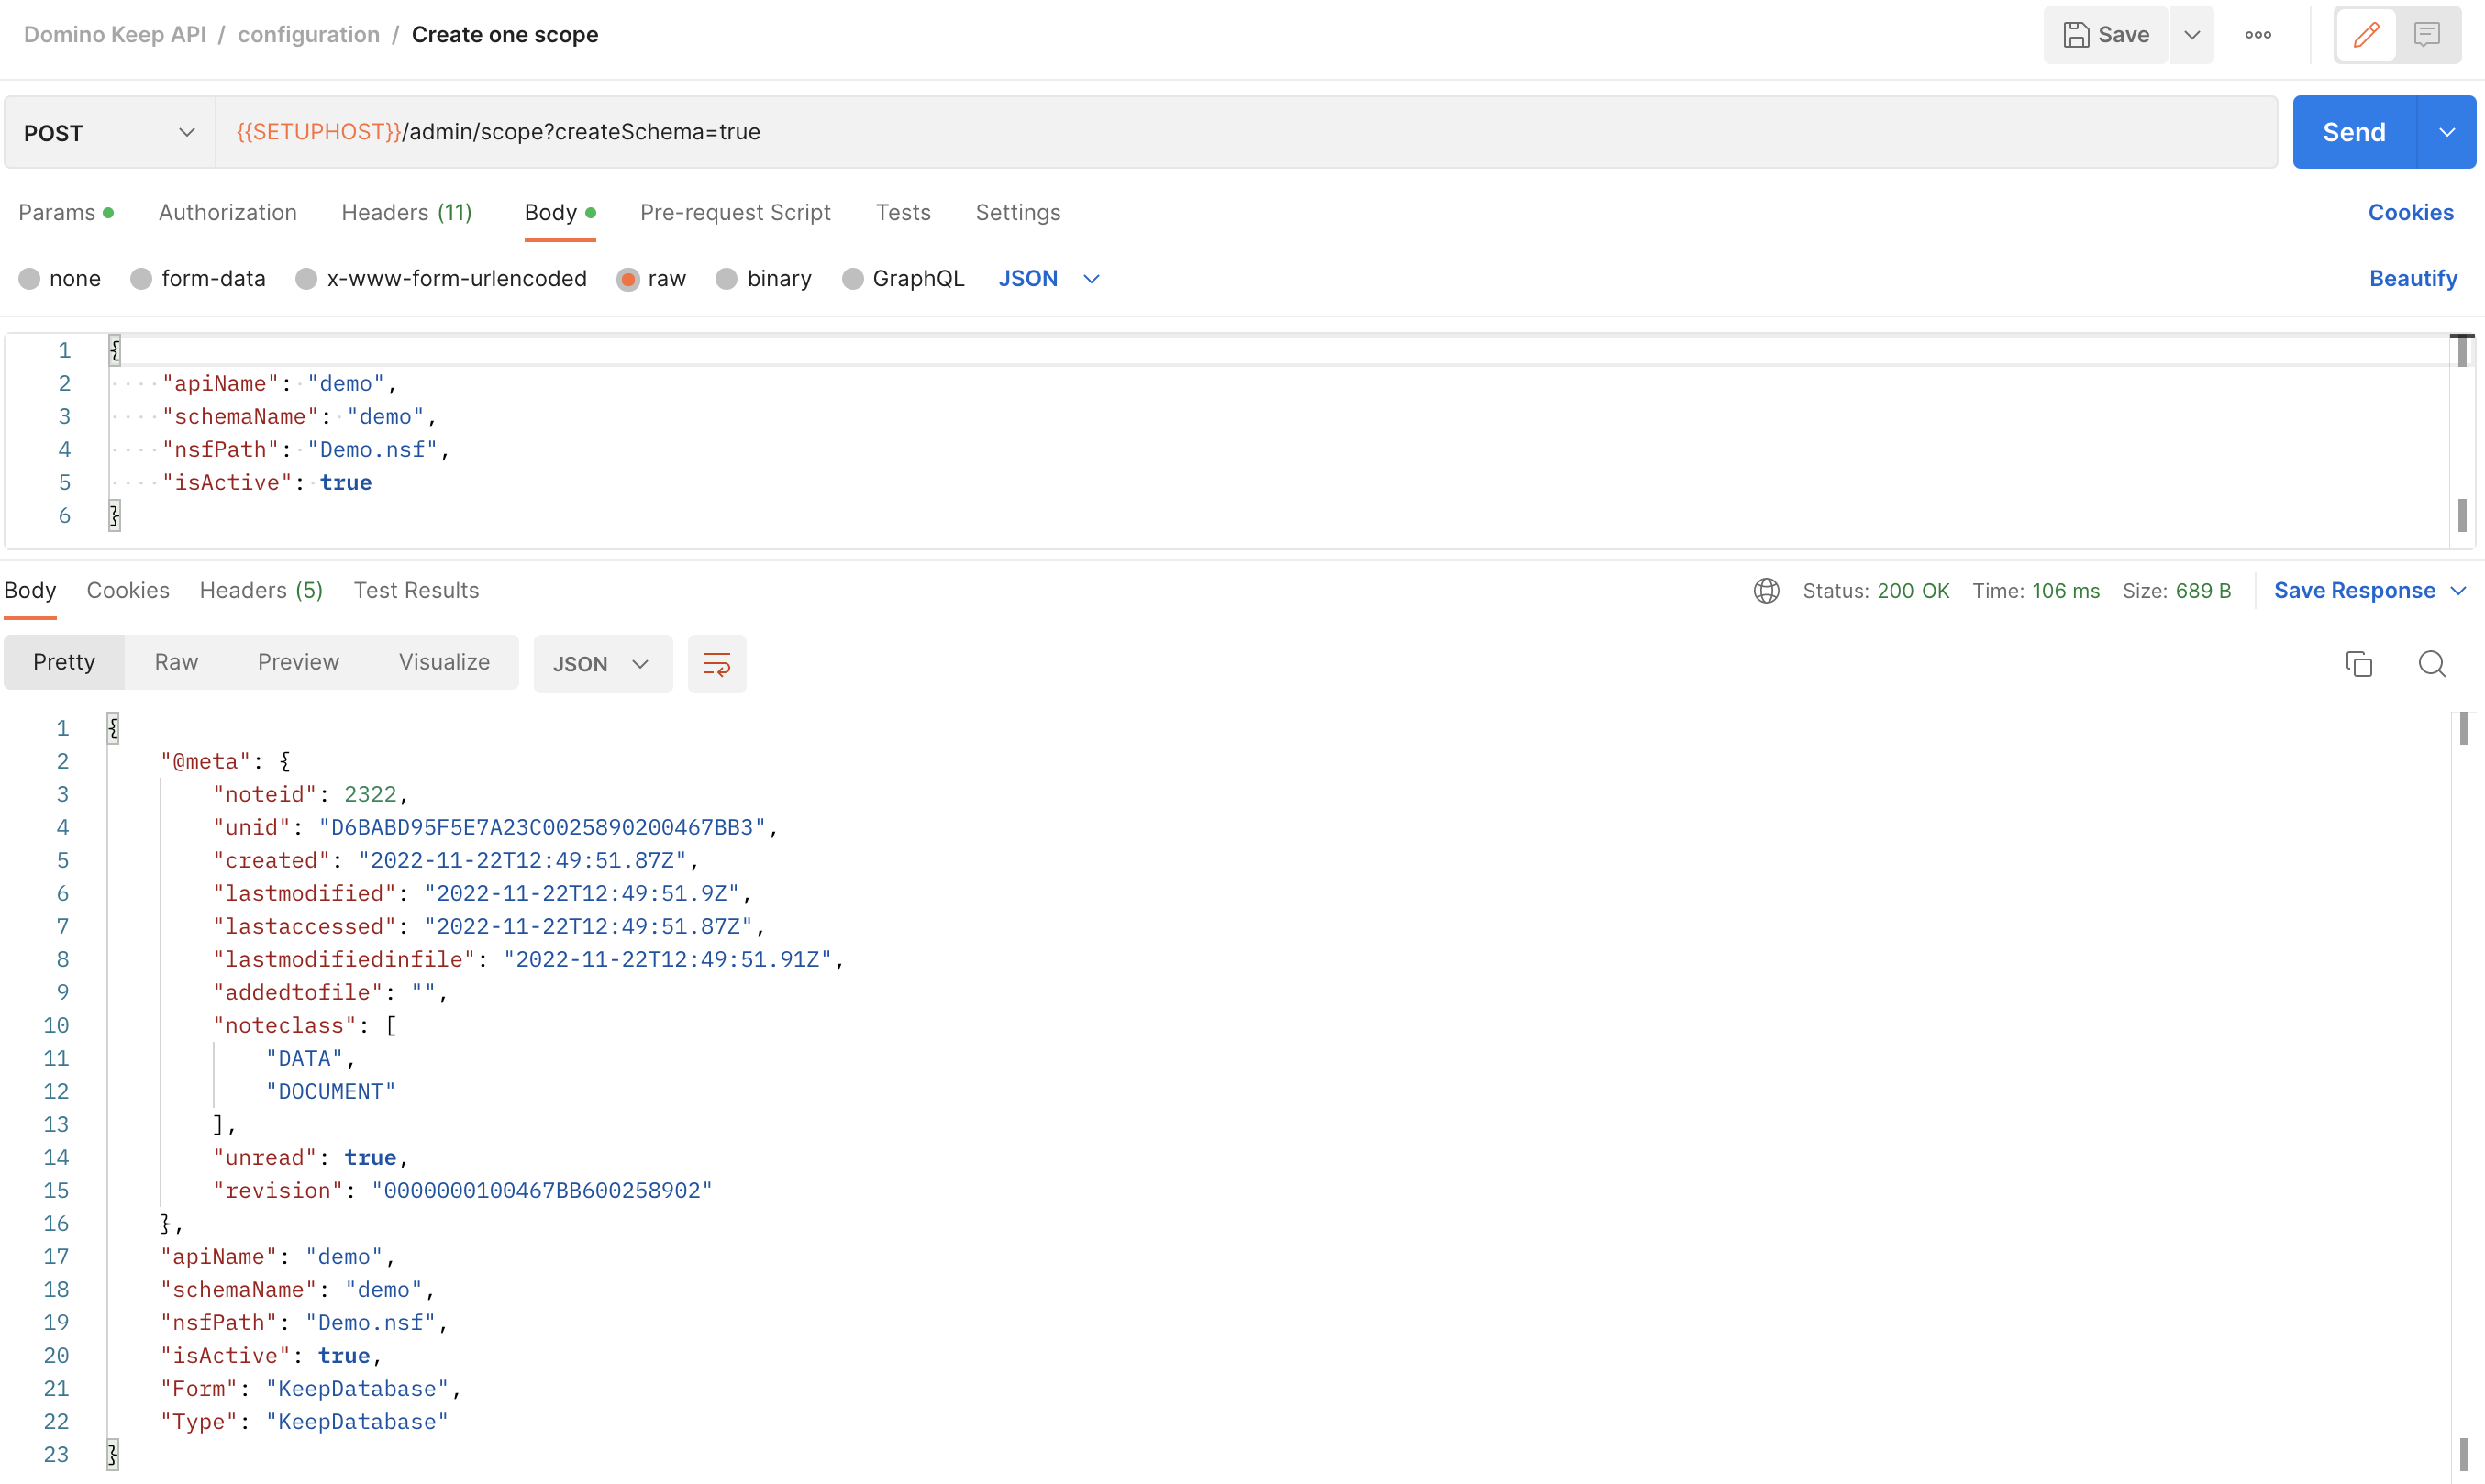 Domino Keep API / configuration / Create one scope
Save
POST {{SETUPHOST}}/admin/scope?createSchema=true
Send
Params Authorization Headers (11) Body Pre-request Script Tests Settings Cookies
none form-data x-www-form-urlencoded raw binary GraphQL JSON Beautify
1 {
2 "apiName": "demo",
3 "schemaName": "demo",
4 "nsfPath": "Demo.nsf",
5 "isActive": true
6 }
Body Cookies Headers (5) Test Results Status: 200 OK Time: 106 ms Size: 689 B Save Response
Pretty Raw Preview Visualize JSON
1 {
2 "@meta": {
3 "noteid": 2322,
4 "unid": "D6BABD95F5E7A23C0025890200467BB3",
5 "created": "2022-11-22T12:49:51.87Z",
6 "lastmodified": "2022-11-22T12:49:51.9Z",
7 "lastaccessed": "2022-11-22T12:49:51.87Z",
8 "lastmodifiedinfile": "2022-11-22T12:49:51.91Z",
9 "addedtofile": "",
10 "noteclass": [
11 "DATA",
12 "DOCUMENT"
13 ],
14 "unread": true,
15 "revision": "0000000100467BB600258902"
16 },
17 "apiName": "demo",
18 "schemaName": "demo",
19 "nsfPath": "Demo.nsf",
20 "isActive": true,
21 "Form": "KeepDatabase",
22 "Type": "KeepDatabase"
23 }